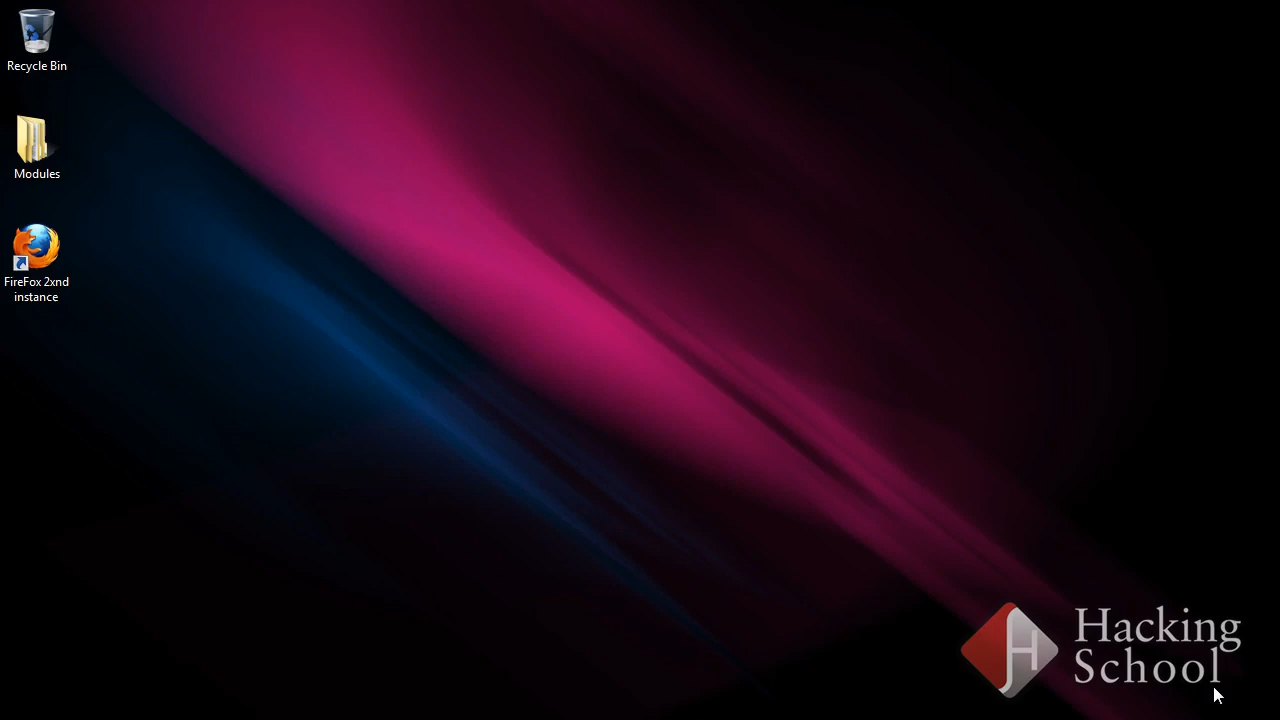 Recycle Bin
Modules
FireFox 2xnd
instance
Hacking
School